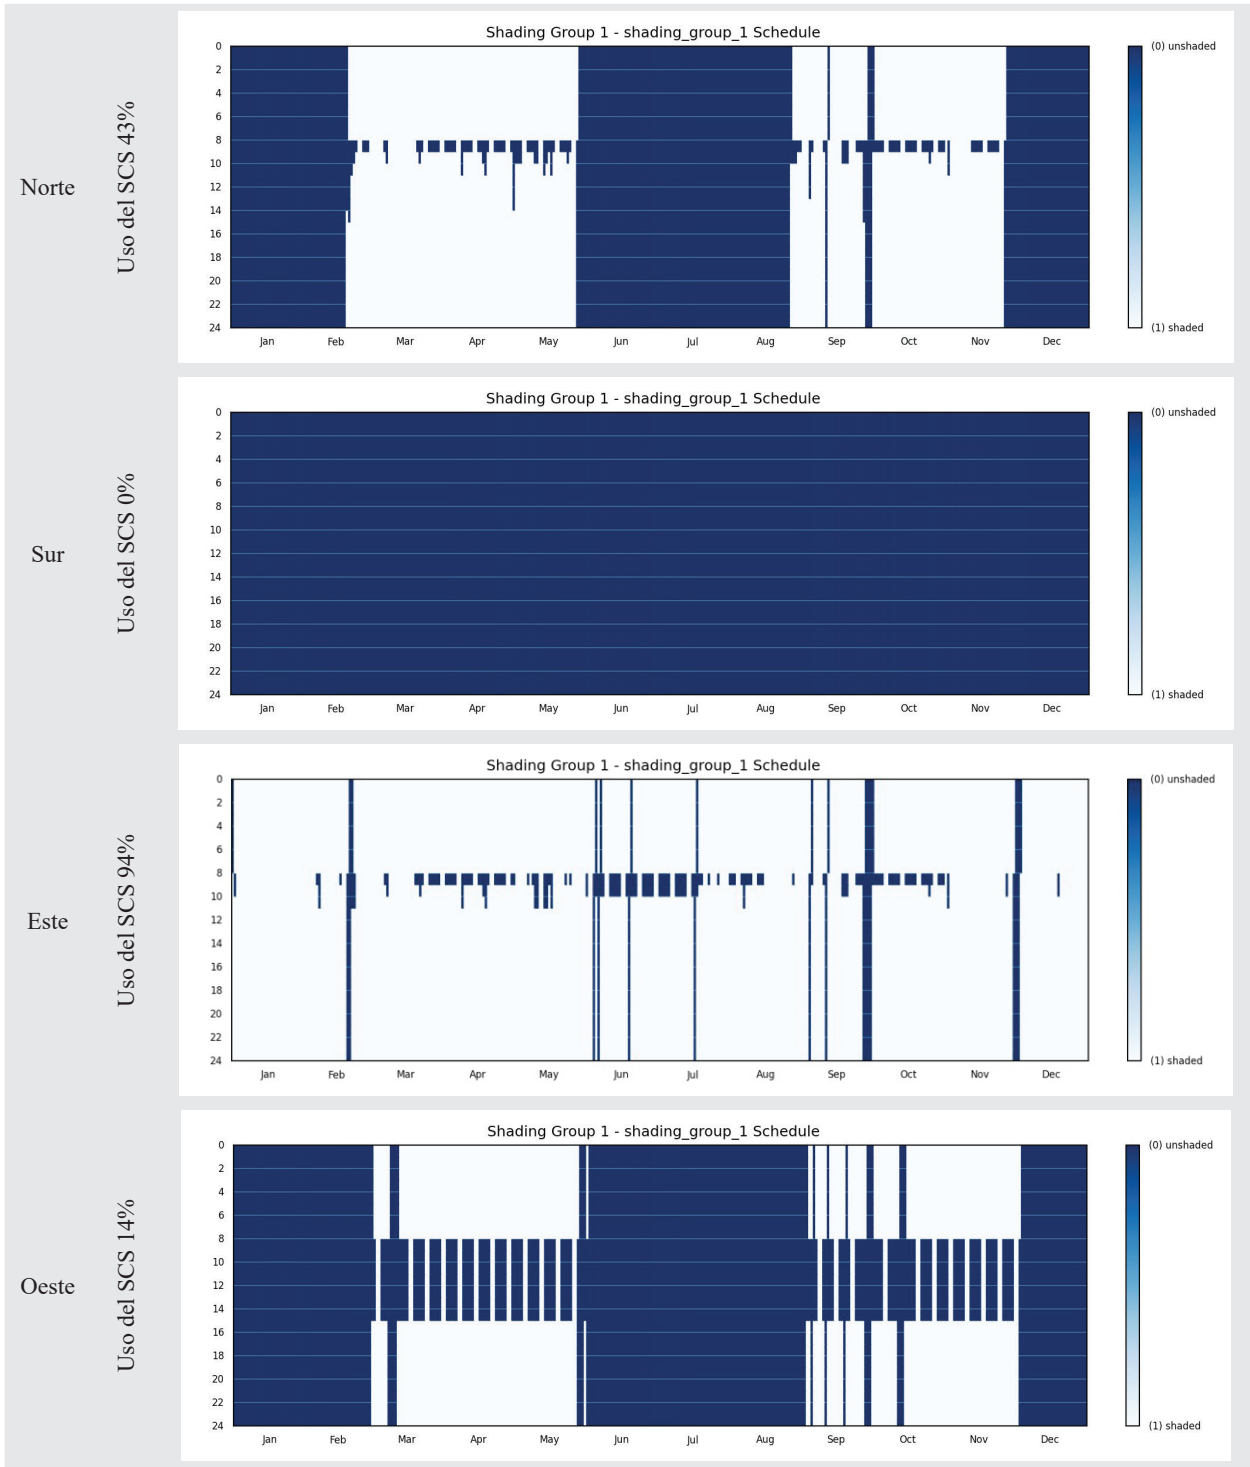 Norte
Uso del SCS 43%
Shading Group 1 - shading_group_1 Schedule
0
2
4
6
8
10
12
14
16
18
20
22
24
Jan Feb Mar Apr May Jun Jul Aug Sep Oct Nov Dec
(0) unshaded
(1) shaded
Sur
Uso del SCS 0%
Shading Group 1 - shading_group_1 Schedule
0
2
4
6
8
10
12
14
16
18
20
22
24
Jan Feb Mar Apr May Jun Jul Aug Sep Oct Nov Dec
(0) unshaded
(1) shaded
Este
Uso del SCS 94%
Shading Group 1 - shading_group_1 Schedule
0
2
4
6
8
10
12
14
16
18
20
22
24
Jan Feb Mar Apr May Jun Jul Aug Sep Oct Nov Dec
(0) unshaded
(1) shaded
Oeste
Uso del SCS 14%
Shading Group 1 - shading_group_1 Schedule
0
2
4
6
8
10
12
14
16
18
20
22
24
Jan Feb Mar Apr May Jun Jul Aug Sep Oct Nov Dec
(0) unshaded
(1) shaded